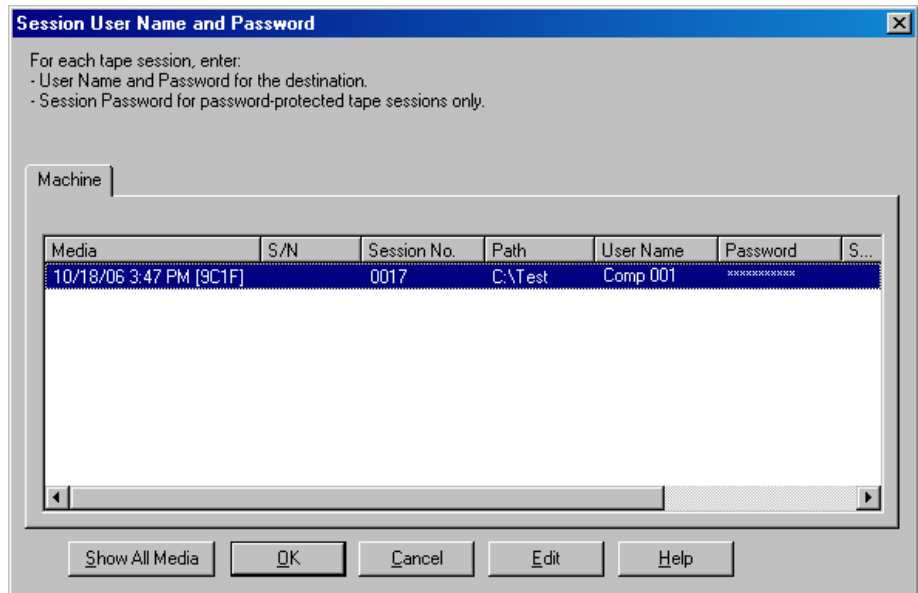 Session User Name and Password
For each tape session, enter:
- User Name and Password for the destination.
- Session Password for password-protected tape sessions only.
Machine
Media S/N Session No. Path User Name Password S...
10/18/06 3:47 PM [9C1F] 0017 C:\Test Comp 001 ***********
Show All Media OK Cancel Edit Help